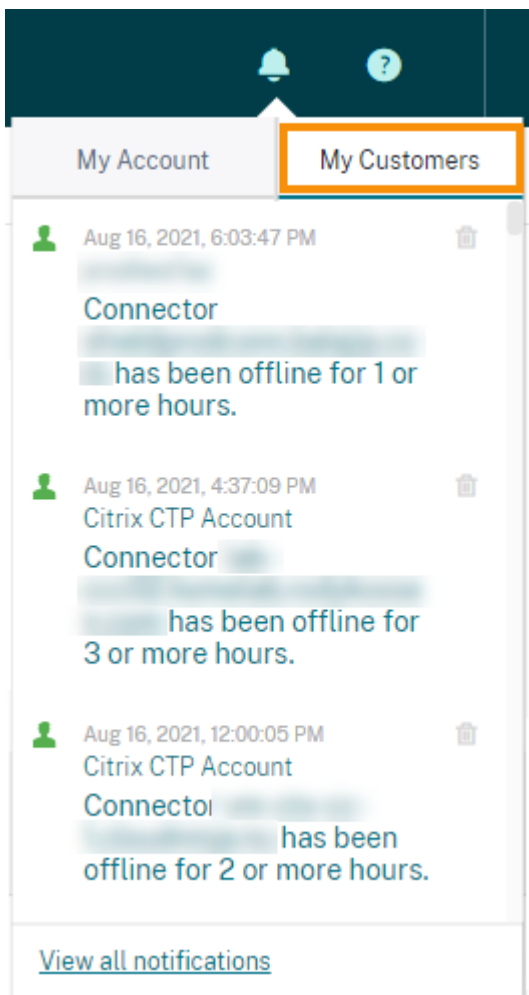 ?
My Account My Customers
Aug 16, 2021, 6:03:47 PM
Connector
has been offline for 1 or
more hours.
Aug 16, 2021, 4:37:09 PM
Citrix CTP Account
Connector
has been offline for
3 or more hours.
Aug 16, 2021, 12:00:05 PM
Citrix CTP Account
Connector
has been
offline for 2 or more hours.
View all notifications